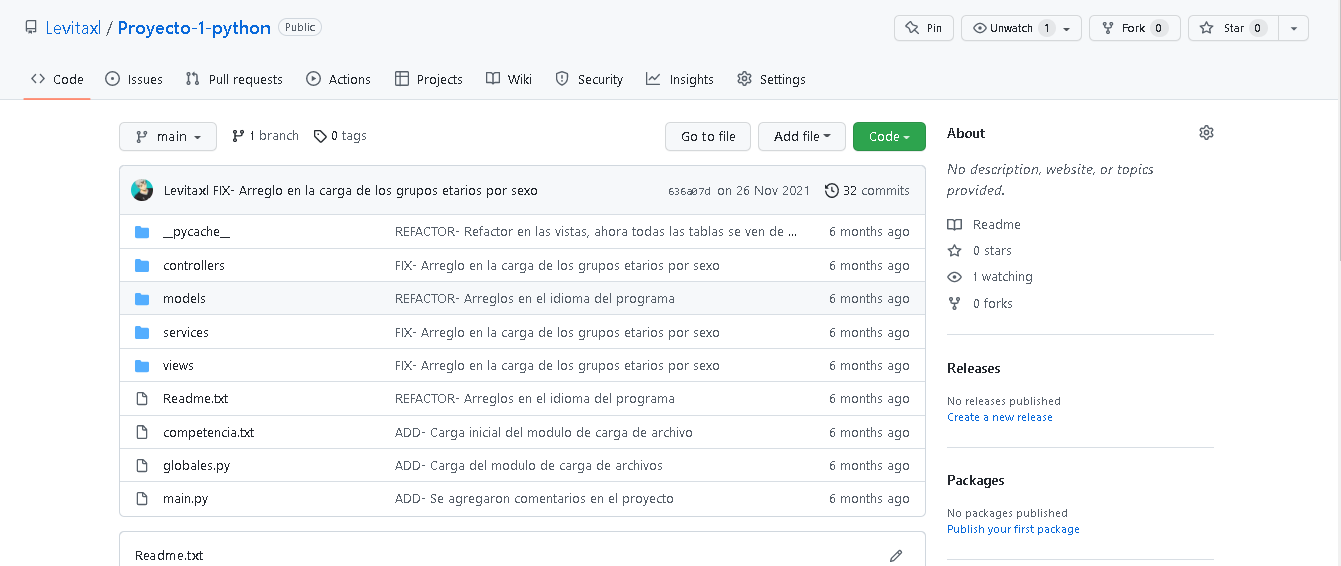 Levitaxl / Proyecto-1-python Public
Pin Unwatch 1 Fork 0 Star 0
Code Issues Pull requests Actions Projects Wiki Security Insights Settings
main 1 branch 0 tags Go to file Add file Code
Levitaxl FIX- Arreglo en la carga de los grupos etarios por sexo 636a07d on 26 Nov 2021 32 commits
__pycache__ REFACTOR- Refactor en las vistas, ahora todas las tablas se ven de ... 6 months ago
controllers FIX- Arreglo en la carga de los grupos etarios por sexo 6 months ago
models REFACTOR- Arreglos en el idioma del programa 6 months ago
services FIX- Arreglo en la carga de los grupos etarios por sexo 6 months ago
views FIX- Arreglo en la carga de los grupos etarios por sexo 6 months ago
Readme.txt REFACTOR- Arreglos en el idioma del programa 6 months ago
competencia.txt ADD- Carga inicial del modulo de carga de archivo 6 months ago
globales.py ADD- Carga del modulo de carga de archivos 6 months ago
main.py ADD- Se agregaron comentarios en el proyecto 6 months ago
Readme.txt
About
No description, website, or topics
provided.
Readme
0 stars
1 watching
0 forks
Releases
No releases published
Create a new release
Packages
No packages published
Publish your first package